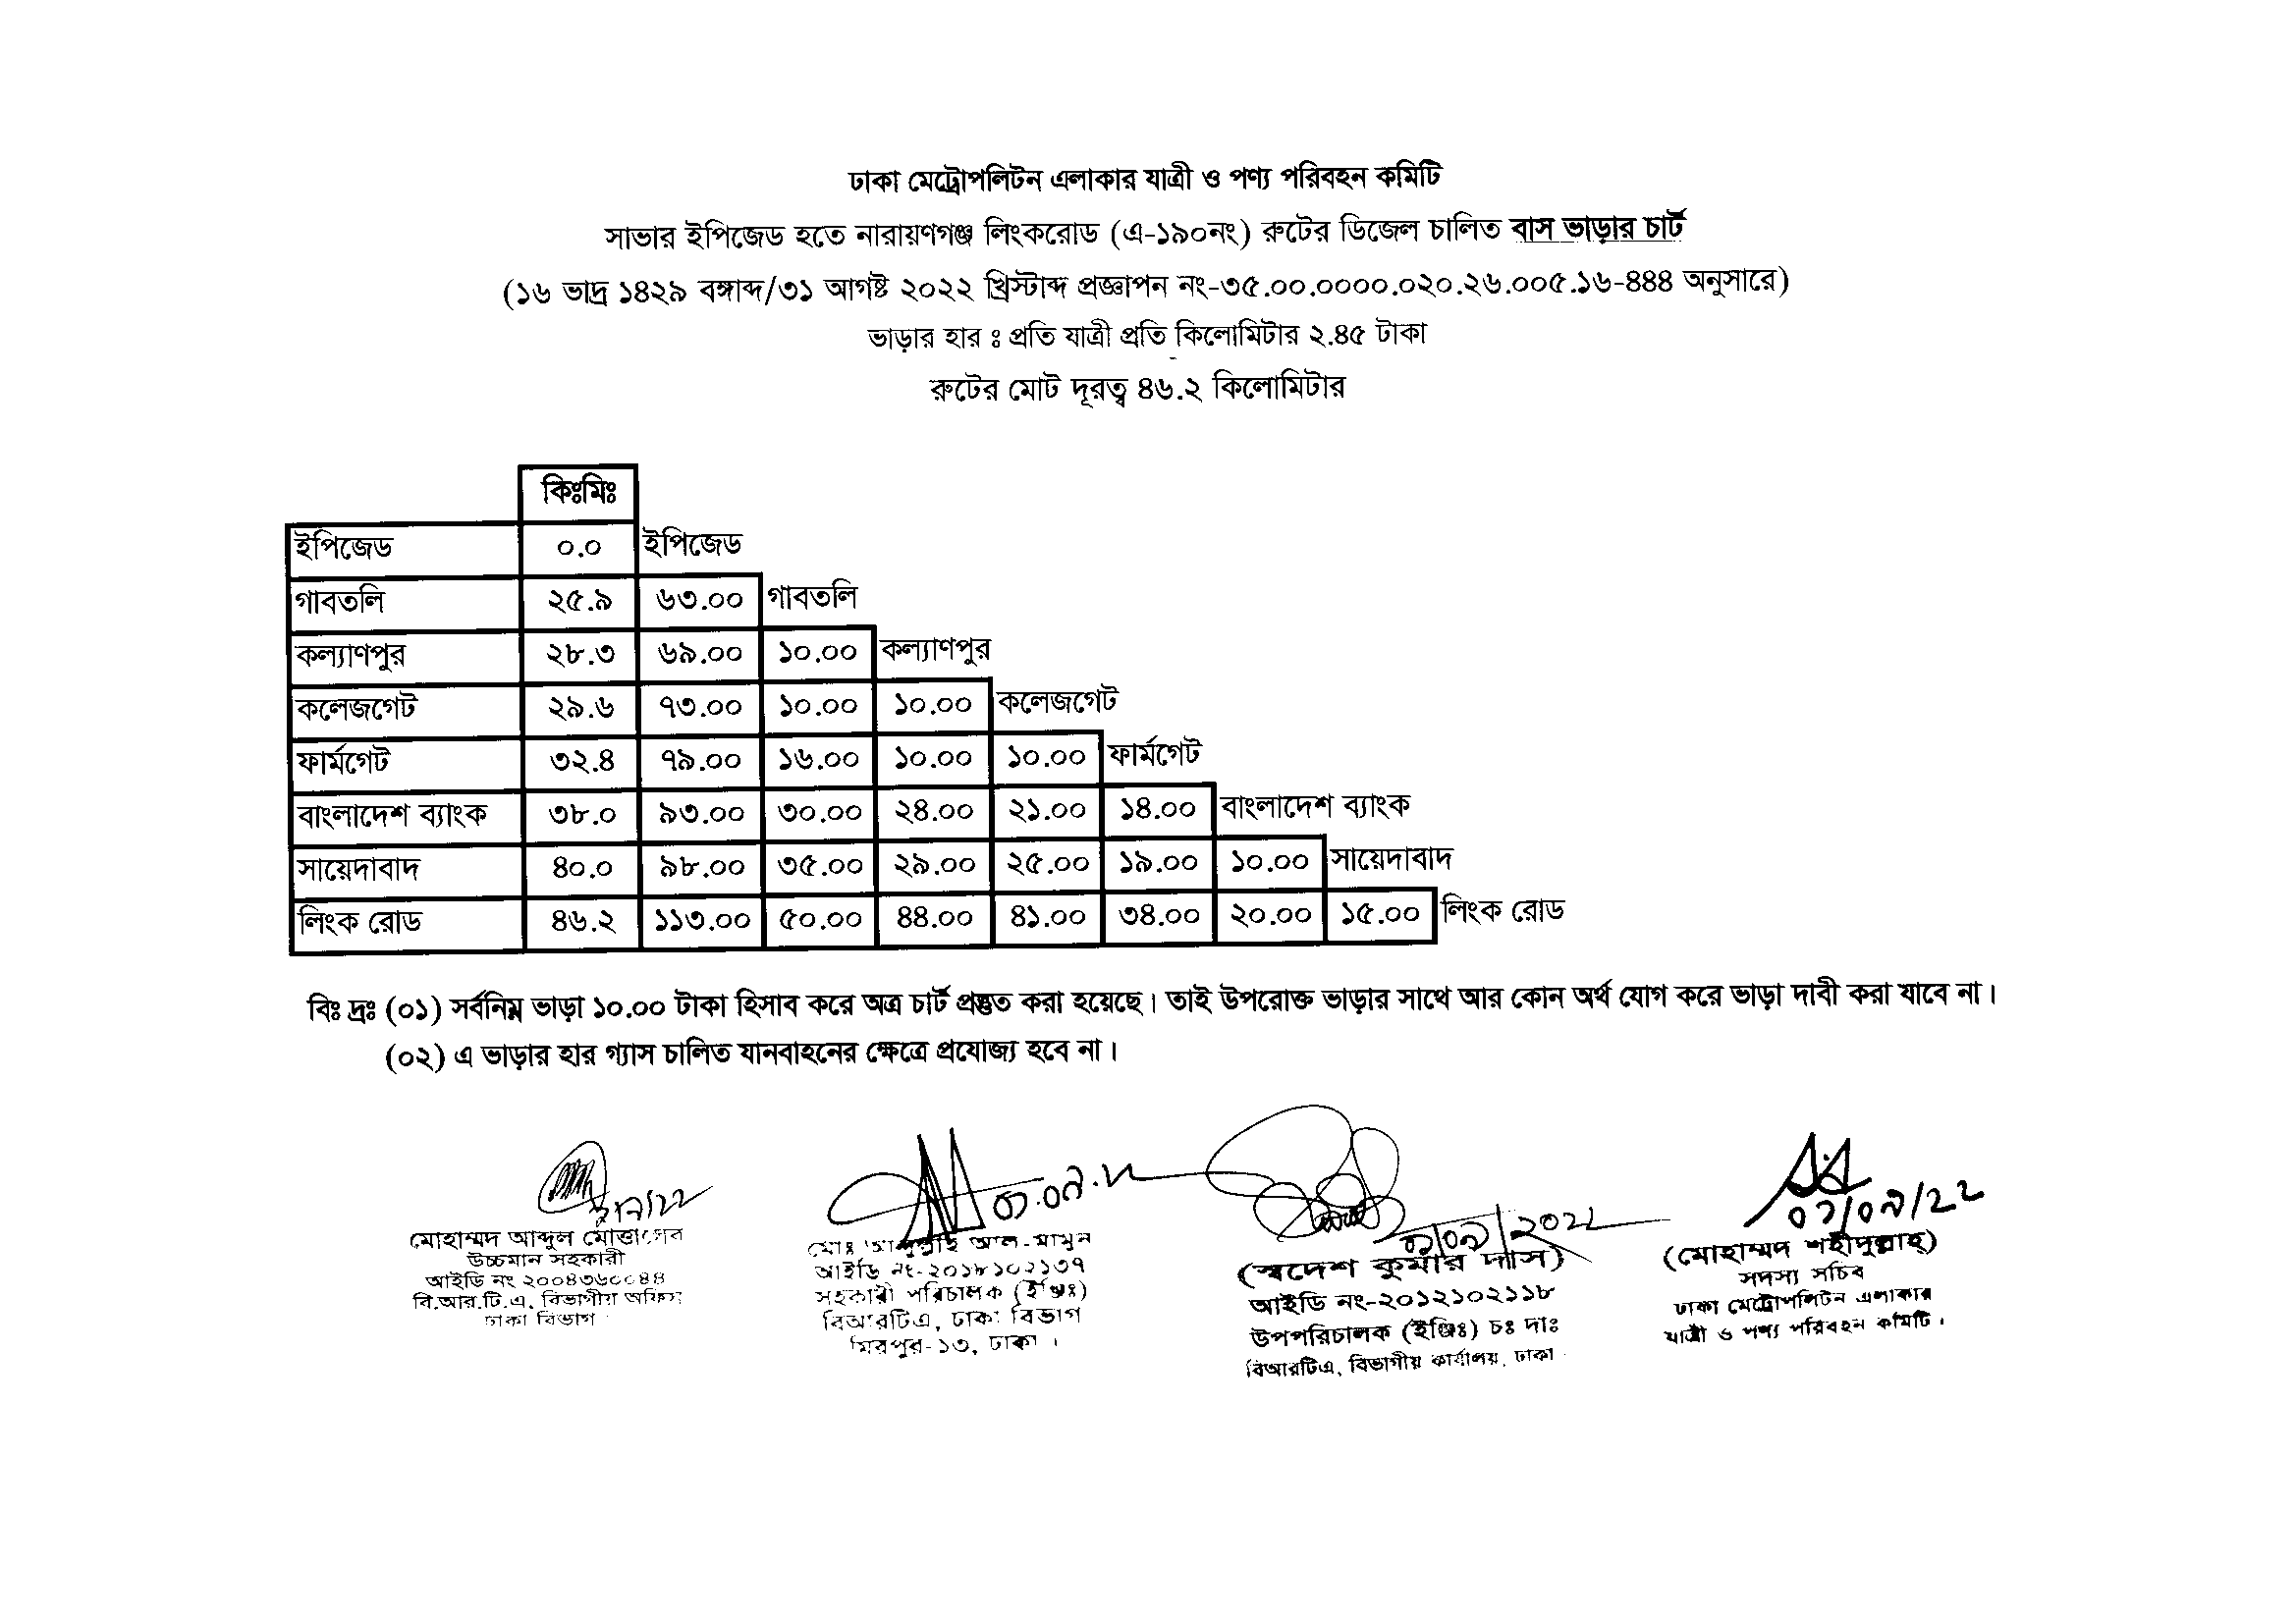 ঢাকা মেট্রোপলিটন এলাকার যাত্রী ও পণ্য পরিবহন কমিটি
সাভার ইপিজেড হতে নারায়ণগঞ্জ লিংকরোড (এ-১৯০নং) রুটের ডিজেল চালিত বাস ভাড়ার চার্ট
(১৬ ভাদ্র ১৪২৯ বঙ্গাব্দ/৩১ আগষ্ট ২০২২ খ্রিস্টাব্দ প্রজ্ঞাপন নং-৩৫.০০.০০০০.০২০.২৬.০০৫.১৬-৪৪৪ অনুসারে)
ভাড়ার হার ঃ প্রতি যাত্রী প্রতি কিলোমিটার ২.৪৫ টাকা
রুটের মোট দূরত্ব ৪৬.২ কিলোমিটার
কিঃমিঃ
ইপিজেড ০.০ ইপিজেড
গাবতলি ২৫.৯ ৬৩.০০ গাবতলি
কল্যাণপুর ২৮.৩ ৬৯.০০ ১০.০০ কল্যাণপুর
কলেজগেট ২৯.৬ ৭৩.০০ ১০.০০ ১০.০০ কলেজগেট
ফার্মগেট ৩২.৪ ৭৯.০০ ১৬.০০ ১০.০০ ১০.০০ ফার্মগেট
বাংলাদেশ ব্যাংক ৩৮.০ ৯৩.০০ ৩০.০০ ২৪.০০ ২১.০০ ১৪.০০ বাংলাদেশ ব্যাংক
সায়েদাবাদ ৪০.০ ৯৮.০০ ৩৫.০০ ২৯.০০ ২৫.০০ ১৯.০০ ১০.০০ সায়েদাবাদ
লিংক রোড ৪৬.২ ১১৩.০০ ৫০.০০ ৪৪.০০ ৪১.০০ ৩৪.০০ ২০.০০ ১৫.০০ লিংক রোড
বিঃ দ্রঃ (০১) সর্বনিম্ন ভাড়া ১০.০০ টাকা হিসাব করে অত্র চার্ট প্রস্তুত করা হয়েছে। তাই উপরোক্ত ভাড়ার সাথে আর কোন অর্থ যোগ করে ভাড়া দাবী করা যাবে না।
(০২) এ ভাড়ার হার গ্যাস চালিত যানবাহনের ক্ষেত্রে প্রযোজ্য হবে না।
মোহাম্মদ আব্দুল
উচ্চমান সহকারী
আইডি নং ২০০৪৩৬০০৪৪
বি.আর.টি.এ, বিভাগীয় অফিস
ঢাকা বিভাগ
মোঃ আল-মামুন
আইডি নং-২০১৮১০২১৩৭
সহকারী পরিচালক (ইঞ্জিঃ)
বিআরটিএ, ঢাকা বিভাগ
মিরপুর-১৩, ঢাকা।
০১/০৯/২০২২
(স্বদেশ কুমার দাস)
আইডি নং-২০১২১০২১১৮
উপপরিচালক (ইঞ্জিঃ) চঃ দাঃ
বিআরটিএ, বিভাগীয় কার্যালয়, ঢাকা
০১/০৯/২২
(মোহাম্মদ শহীদুল্লাহ্)
সদস্য সচিব
ঢাকা মেট্রোপলিটন এলাকার
যাত্রী ও পণ্য পরিবহন কমিটি।